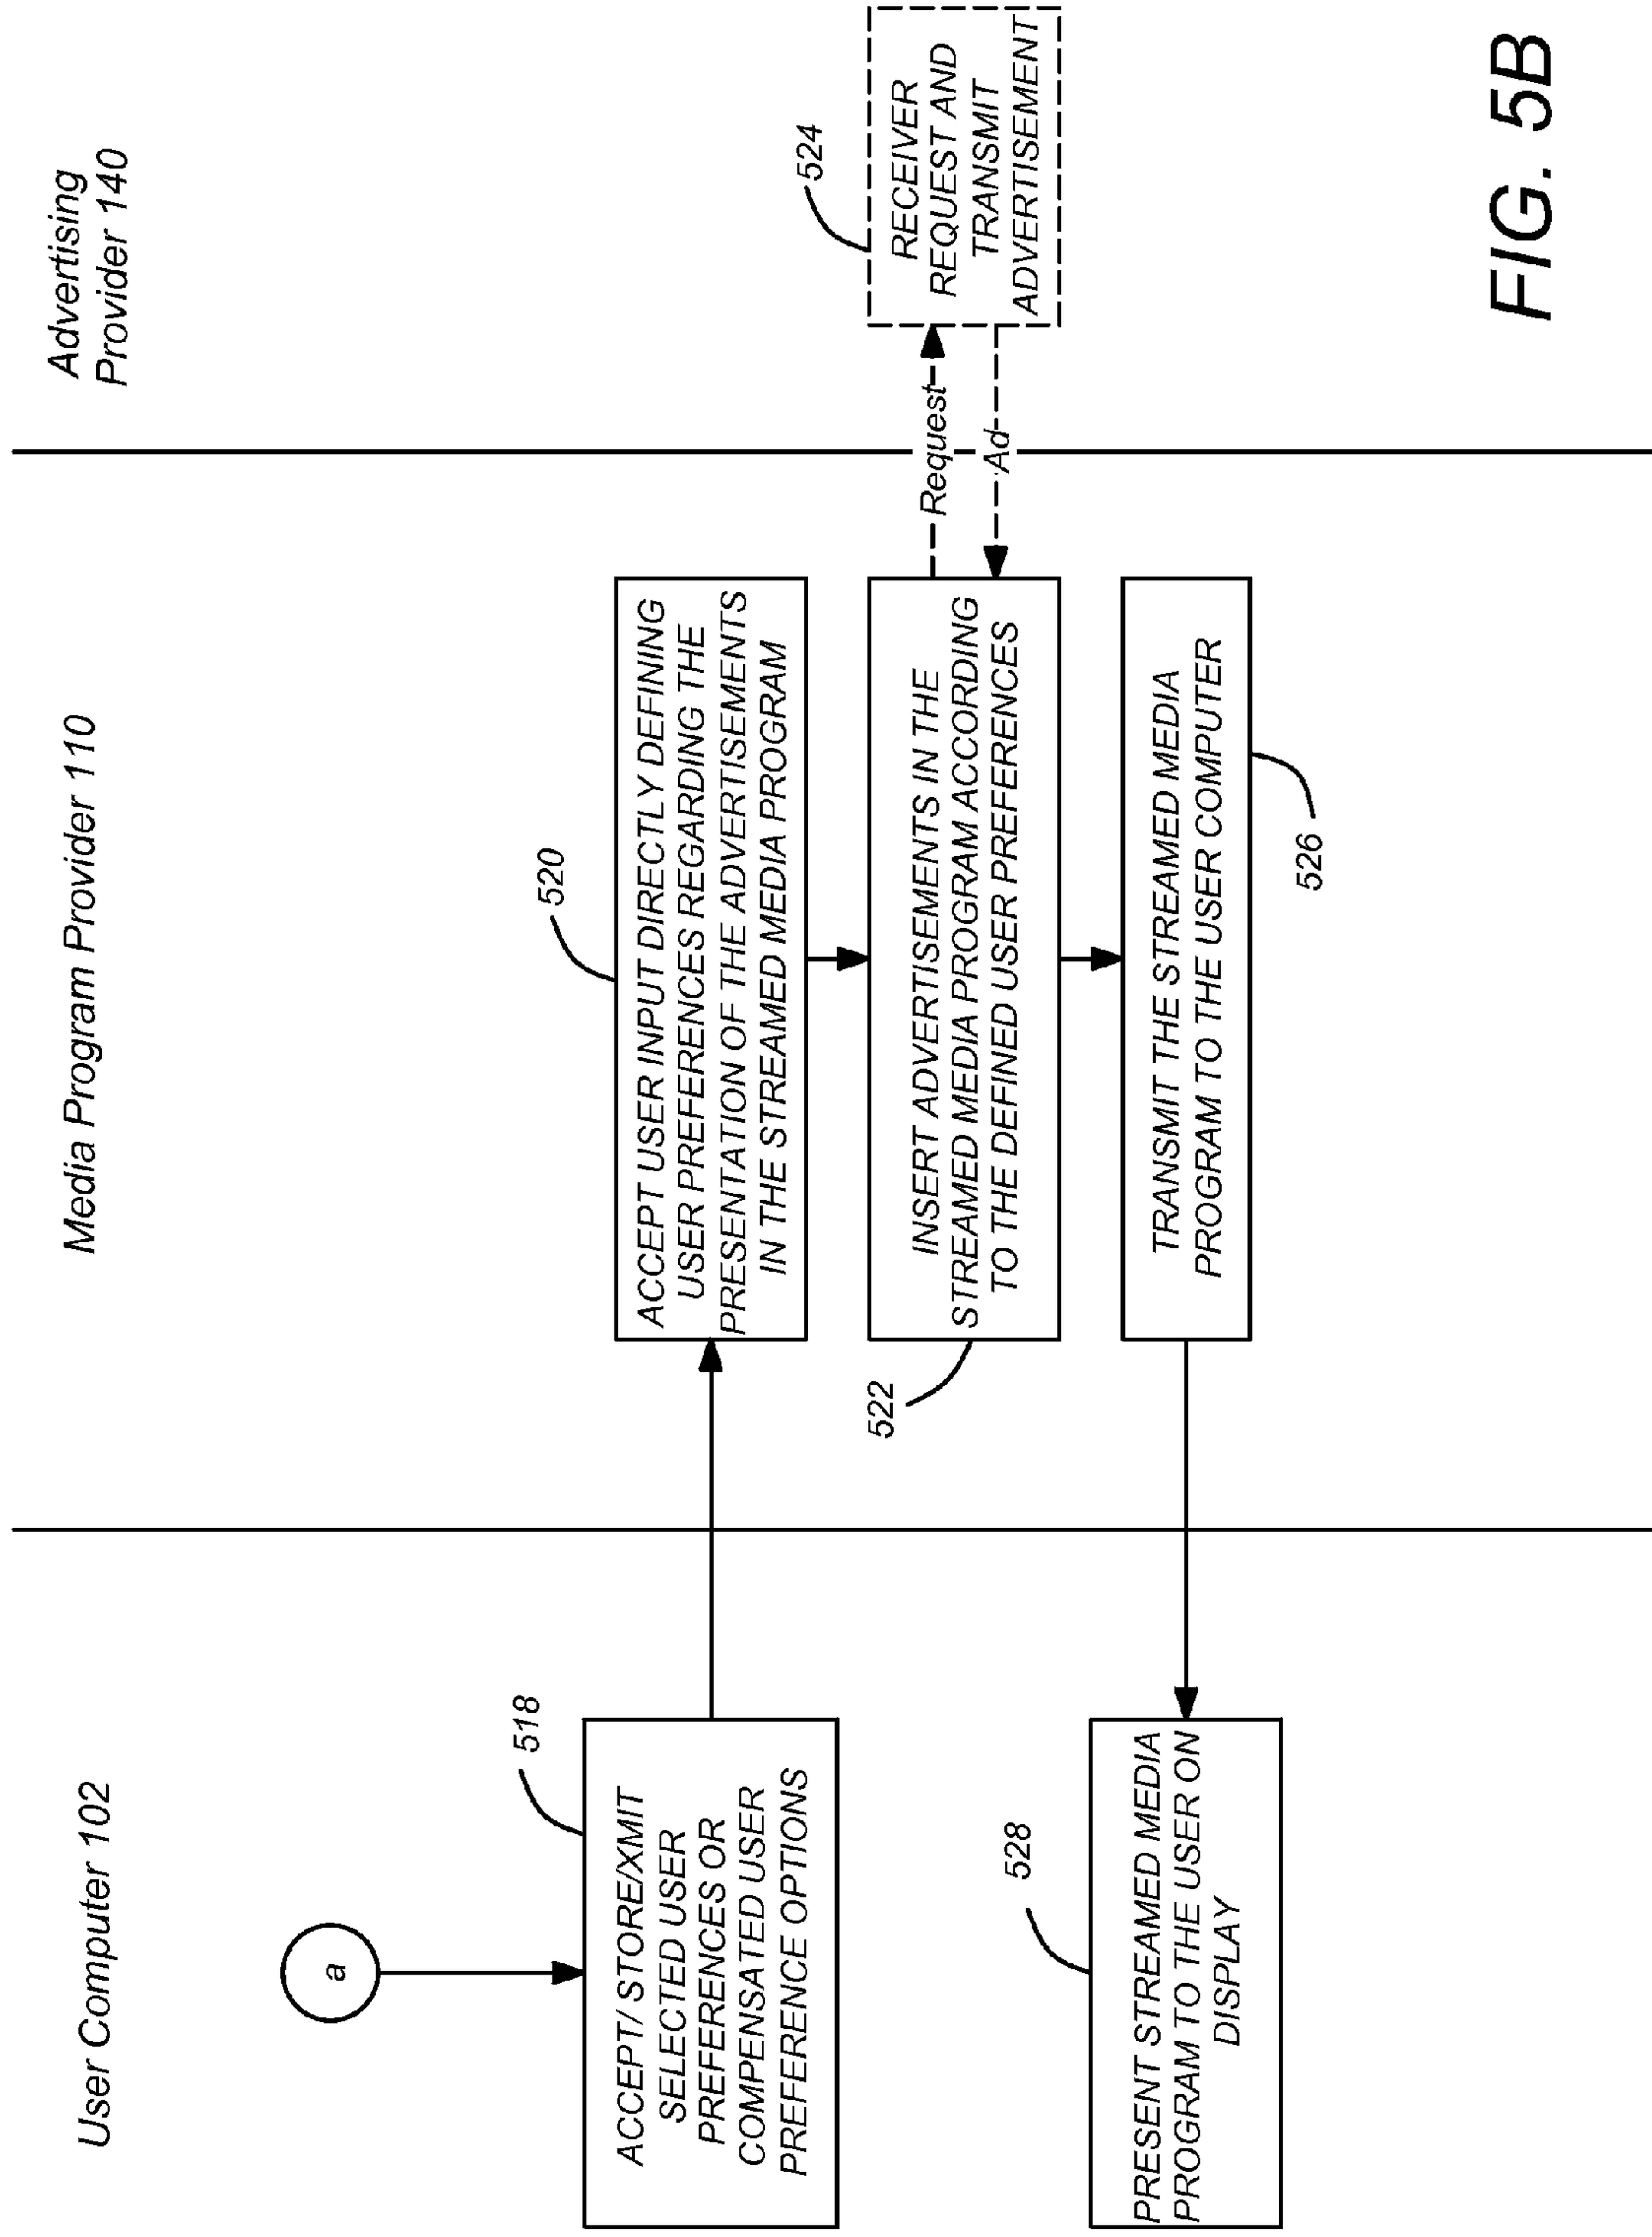 User Computer 102
Media Program Provider 110
Advertising
Provider 140
a
518
ACCEPT/ STORE/XMIT
SELECTED USER
PREFERENCES OR
COMPENSATED USER
PREFERENCE OPTIONS
520
ACCEPT USER INPUT DIRECTLY DEFINING
USER PREFERENCES REGARDING THE
PRESENTATION OF THE ADVERTISEMENTS
IN THE STREAMED MEDIA PROGRAM
522
INSERT ADVERTISEMENTS IN THE
STREAMED MEDIA PROGRAM ACCORDING
TO THE DEFINED USER PREFERENCES
Request
Ad
524
RECEIVER
REQUEST AND
TRANSMIT
ADVERTISEMENT
528
PRESENT STREAMED MEDIA
PROGRAM TO THE USER ON
DISPLAY
TRANSMIT THE STREAMED MEDIA
PROGRAM TO THE USER COMPUTER
526
FIG. 5B